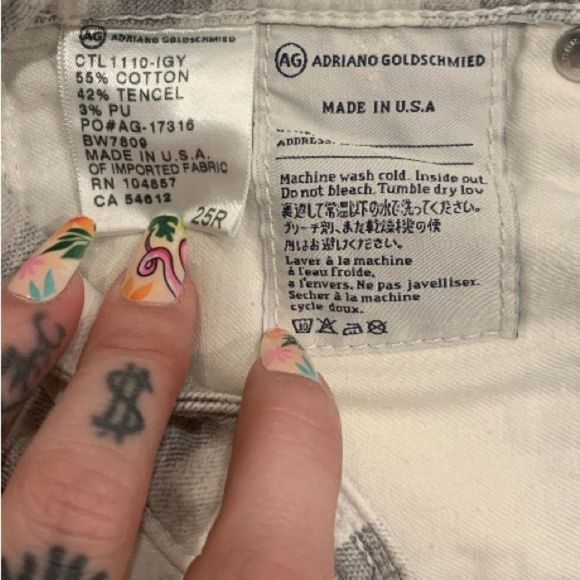 AG ADRIANO GOLDSCHMIED
CTL1110-IGY
55% COTTON
42% TENCEL
3% PU
PO#AG-17316
BW7809
MADE IN U.S.A.
OF IMPORTED FABRIC
RN 104857
CA 54612
25R
AG ADRIANO GOLDSCHMIED
MADE IN U.S.A
ADDRESS
Machine wash cold. Inside out.
Do not bleach. Tumble dry low
裏返して常温以下の水で洗ってください。
ブリーチ剤、また乾燥機の使
用はお避けください。
Laver à la machine
à l'eau froide,
a l'envers. Ne pas javelliser.
Secher à la machine
cycle doux.